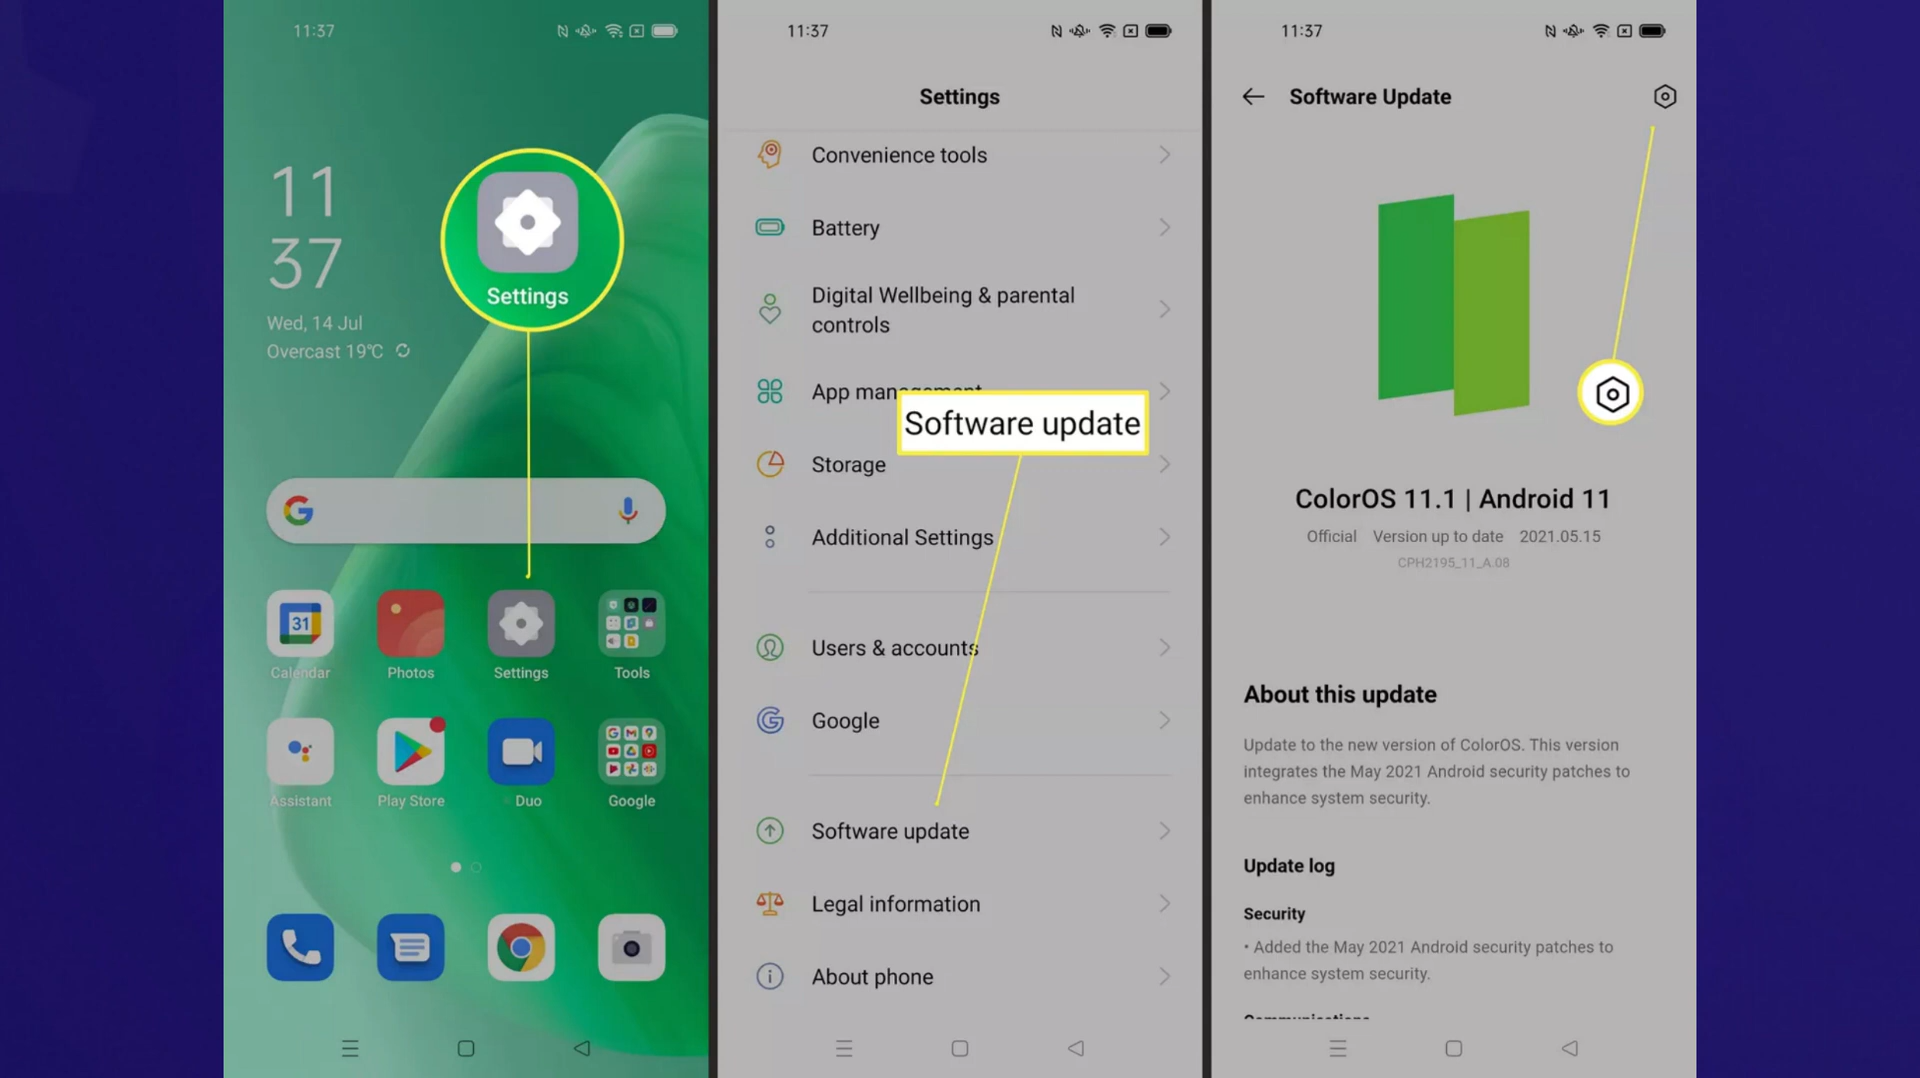 11:37
Settings
11
37
Wed, 14 Jul
Overcast 19℃
31
Calendar
Photos
Settings
Tools
Assistant
Play Store
Duo
Google
11:37
Settings
Convenience tools
Battery
Digital Wellbeing & parental
controls
App management
Software update
Storage
Additional Settings
Users & accounts
Google
Software update
Legal information
About phone
11:37
Software Update
ColorOS 11.1 | Android 11
Official Version up to date 2021.05.15
CPH2195_11_A.08
About this update
Update to the new version of ColorOS. This version
integrates the May 2021 Android security patches to
enhance system security.
Update log
Security
• Added the May 2021 Android security patches to
enhance system security.